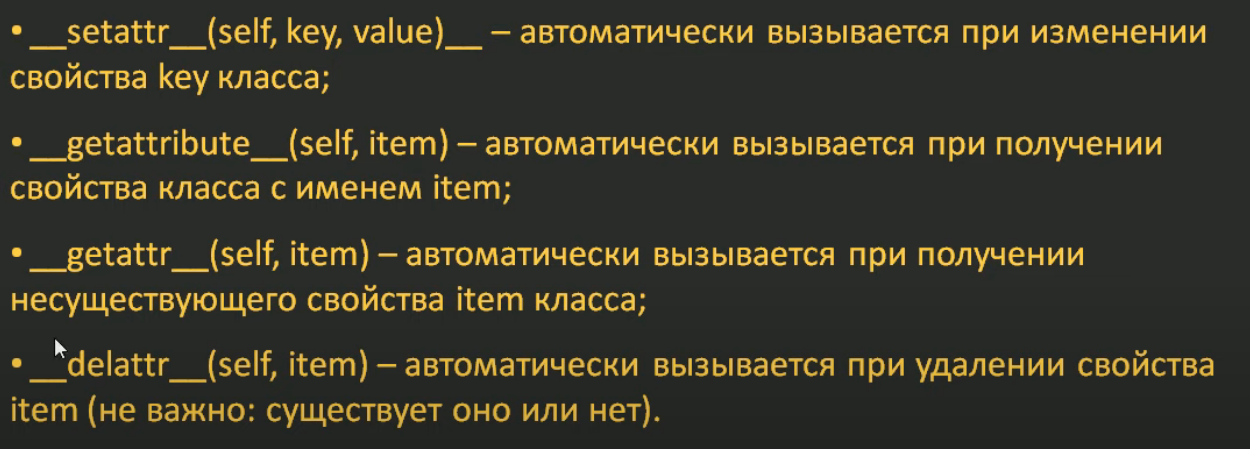 • __setattr__(self, key, value)__ – автоматически вызывается при изменении
свойства key класса;
• __getattribute__(self, item) – автоматически вызывается при получении
свойства класса с именем item;
• __getattr__(self, item) – автоматически вызывается при получении
несуществующего свойства item класса;
• __delattr__(self, item) – автоматически вызывается при удалении свойства
item (не важно: существует оно или нет).